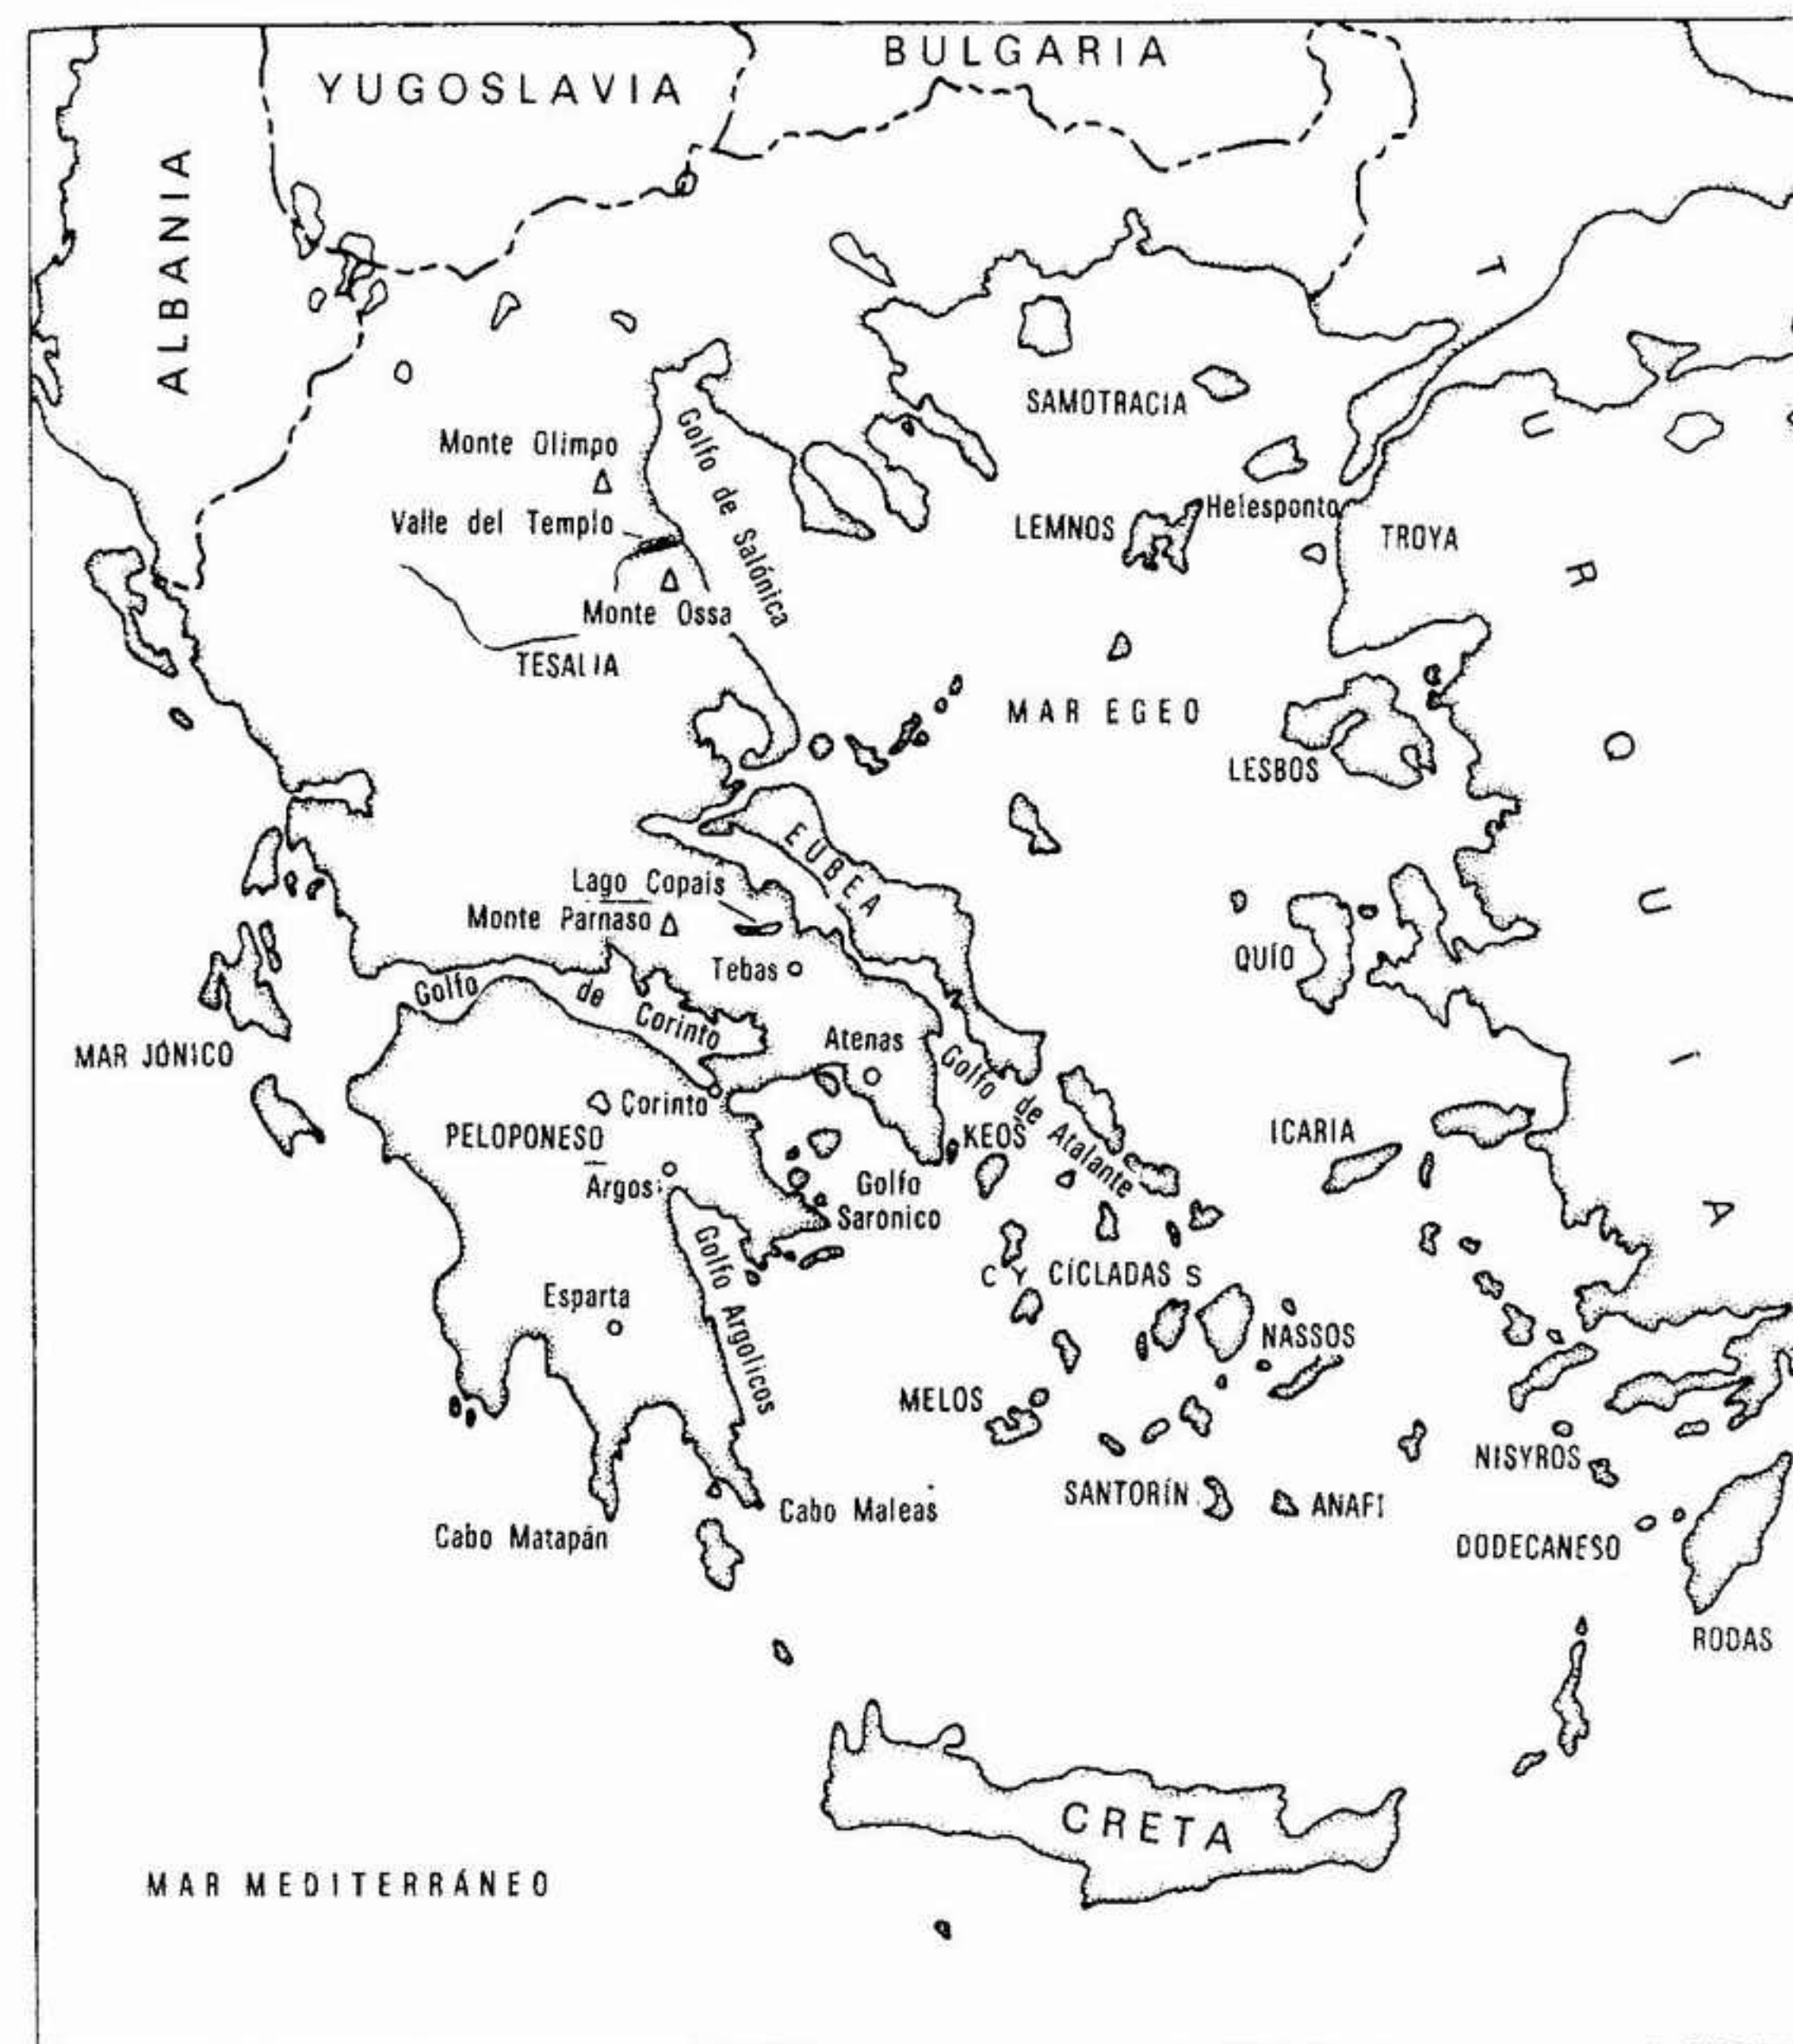 BULGARIA
YUGOSLAVIA
ALBANIA
TURQUÍA
SAMOTRACIA
Monte Olimpo
Golfo de Salónica
Valle del Templo
LEMNOS
Helesponto
TROYA
Monte Ossa
TESALIA
MAR EGEO
LESBOS
EUBEA
Lago Copais
Monte Parnaso
QUÍO
Tebas
Golfo de Corinto
Atenas
MAR JÓNICO
Golfo de Atalante
Corinto
PELOPONESO
KEOS
ICARIA
Argos
Golfo
Saronico
Golfo Argolicos
C Y CÍCLADAS S
Esparta
NASSOS
MELOS
NISYROS
SANTORÍN
ANAFI
Cabo Maleas
Cabo Matapán
DODECANESO
RODAS
CRETA
MAR MEDITERRÁNEO